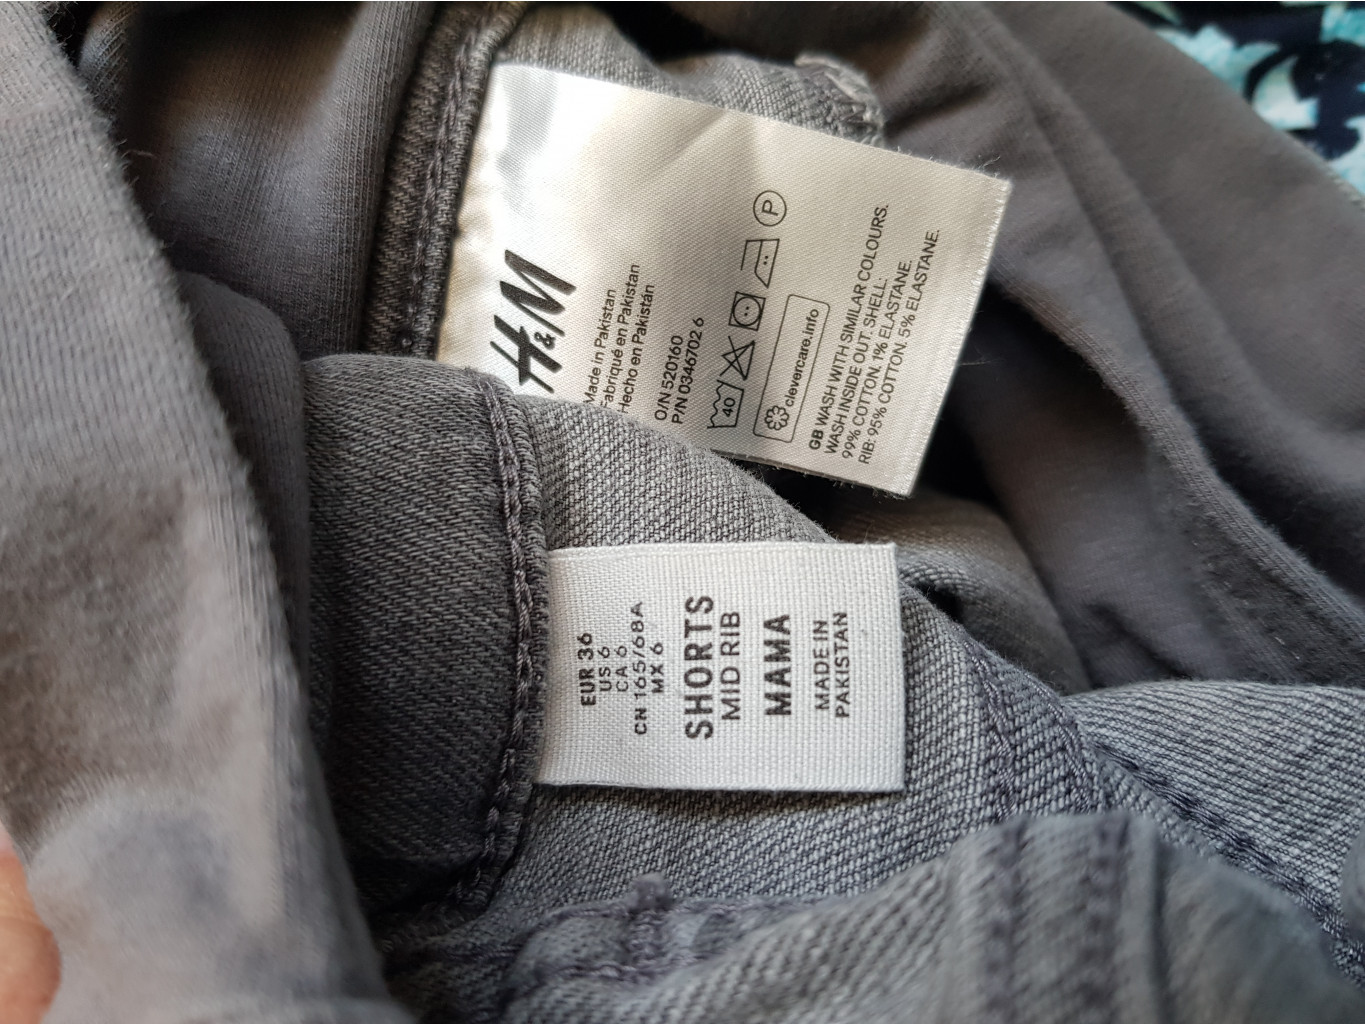 H&M
Made in Pakistan
Fabriqué en Pakistan
Hecho en Pakistán
O/N 520160
P/N 03467026
40
P
clevercare.info
GB WASH WITH SIMILAR COLOURS.
WASH INSIDE OUT. SHELL:
99% COTTON. 1% ELASTANE.
RIB: 95% COTTON. 5% ELASTANE.
EUR 36
US 6
CA 6
CN 165/68A
MX 6
SHORTS
MID RIB
MAMA
MADE IN
PAKISTAN